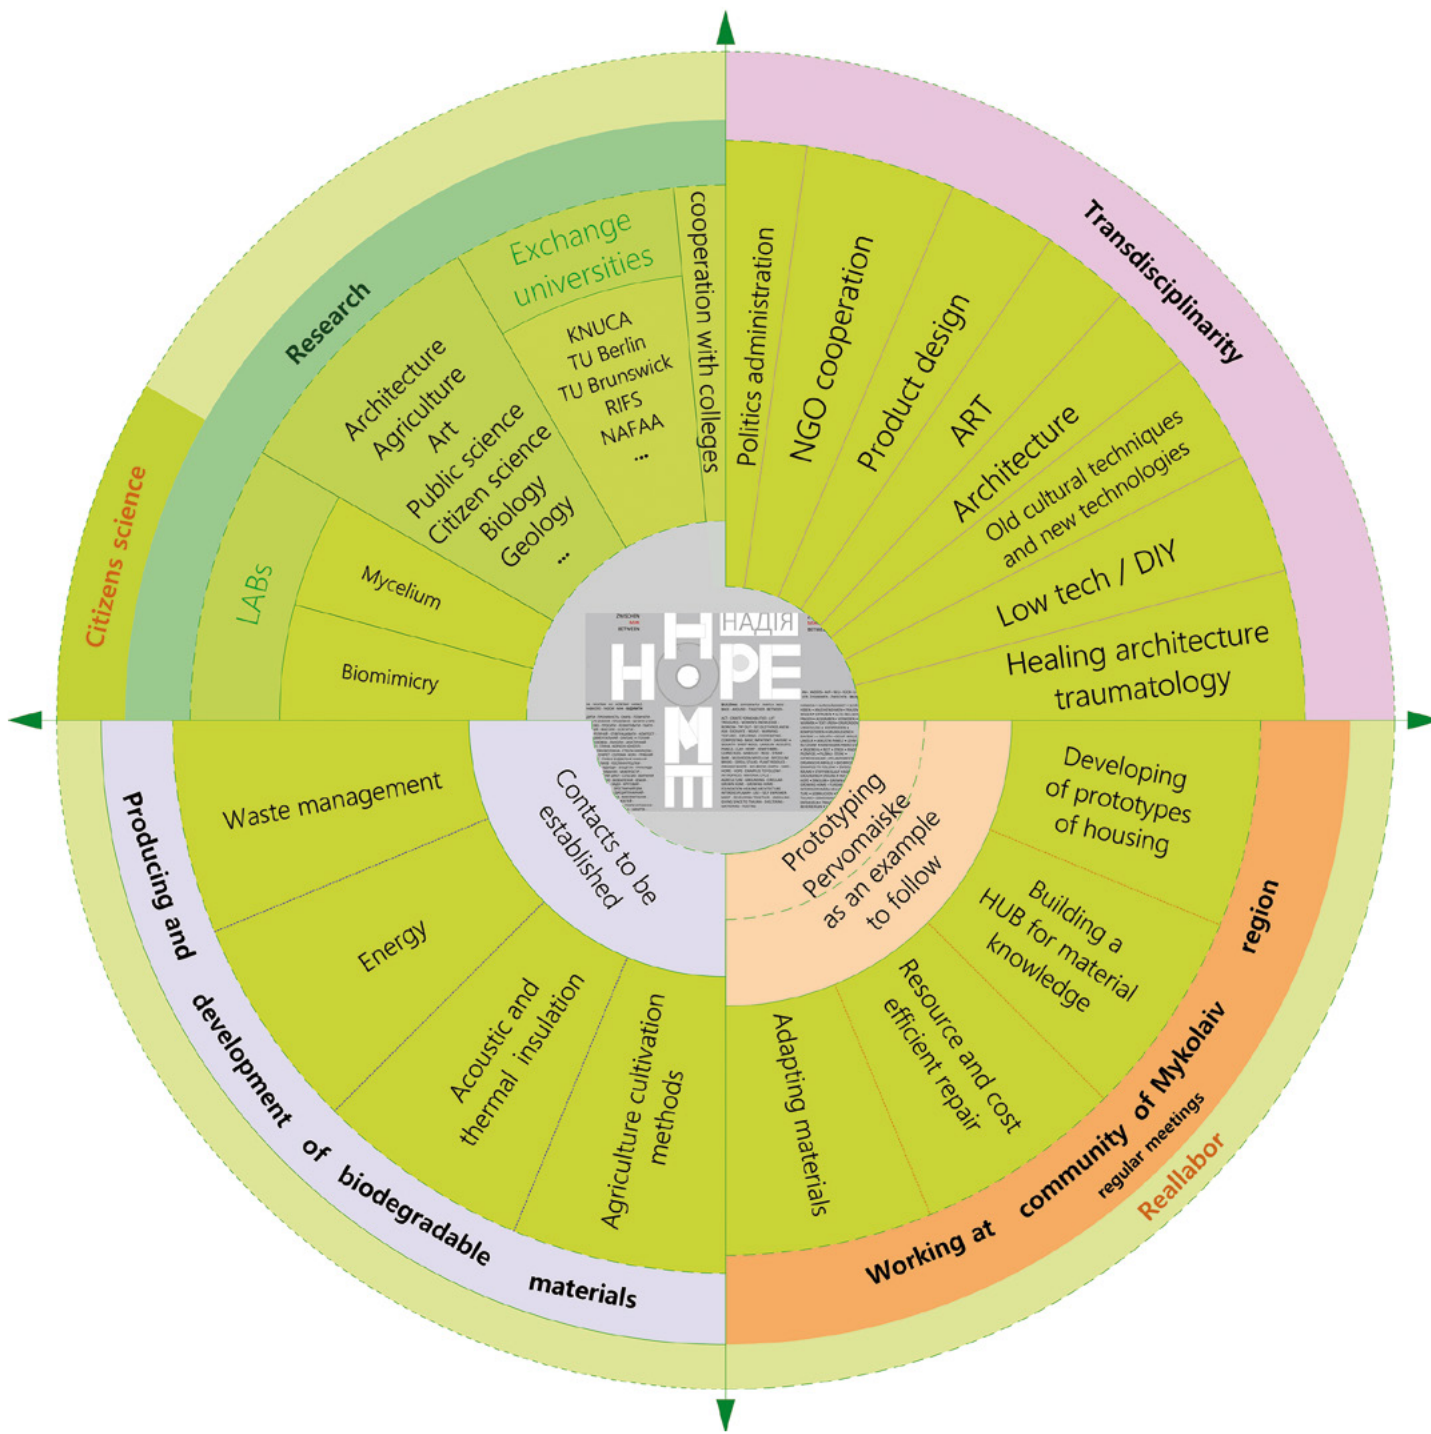 Citizens science
Research
LABs
Mycelium
Biomimicry
Architecture
Agriculture
Art
Public science
Citizen science
Biology
Geology
...
Exchange
universities
KNUCA
TU Berlin
TU Brunswick
RIFS
NAFAA
...
cooperation with colleges
Transdisciplinarity
Politics administration
NGO cooperation
Product design
ART
Architecture
Old cultural techniques
and new technologies
Low tech / DIY
Healing architecture
traumatology
ZWISCHEN
BETWEEN
НАДІЯ
HOPE
HOME
Prototyping
Pervomaiske
as an example
to follow
Developing
of prototypes
of housing
Building a
HUB for material
knowledge
Resource and cost
efficient repair
Adapting materials
Working at community of Mykolaiv region
regular meetings
Reallabor
Contacts to be
established
Waste management
Energy
Acoustic and
thermal insulation
Agriculture cultivation
methods
Producing and development of biodegradable materials